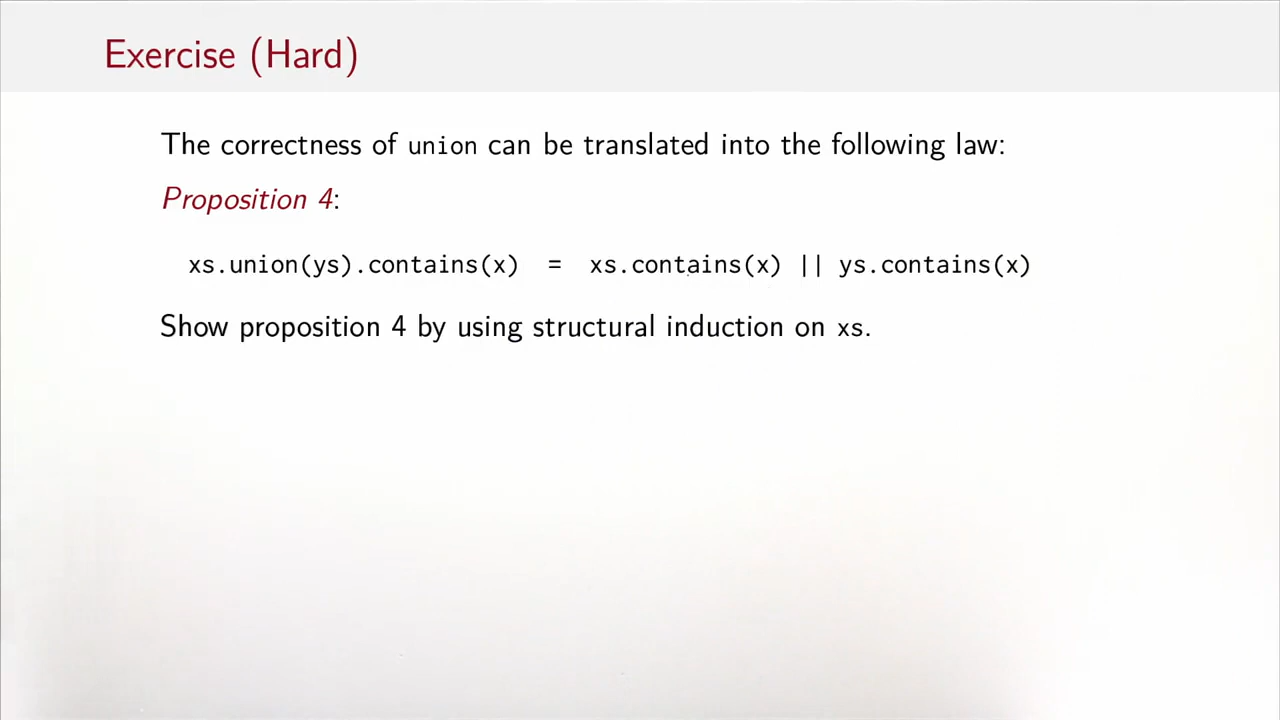 Exercise (Hard)
The correctness of union can be translated into the following law:
Proposition 4:
xs.union(ys).contains(x) = xs.contains(x) || ys.contains(x)
Show proposition 4 by using structural induction on xs.